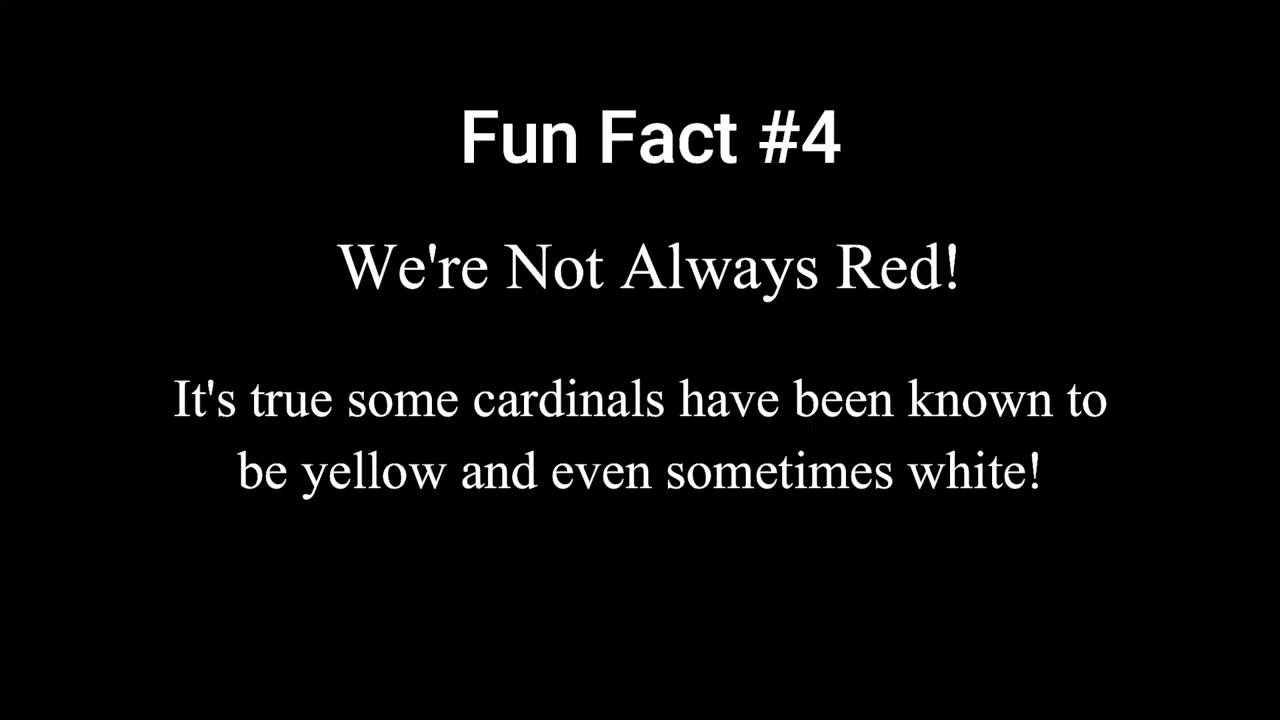 Fun Fact #4
We're Not Always Red!
It's true some cardinals have been known to
be yellow and even sometimes white!